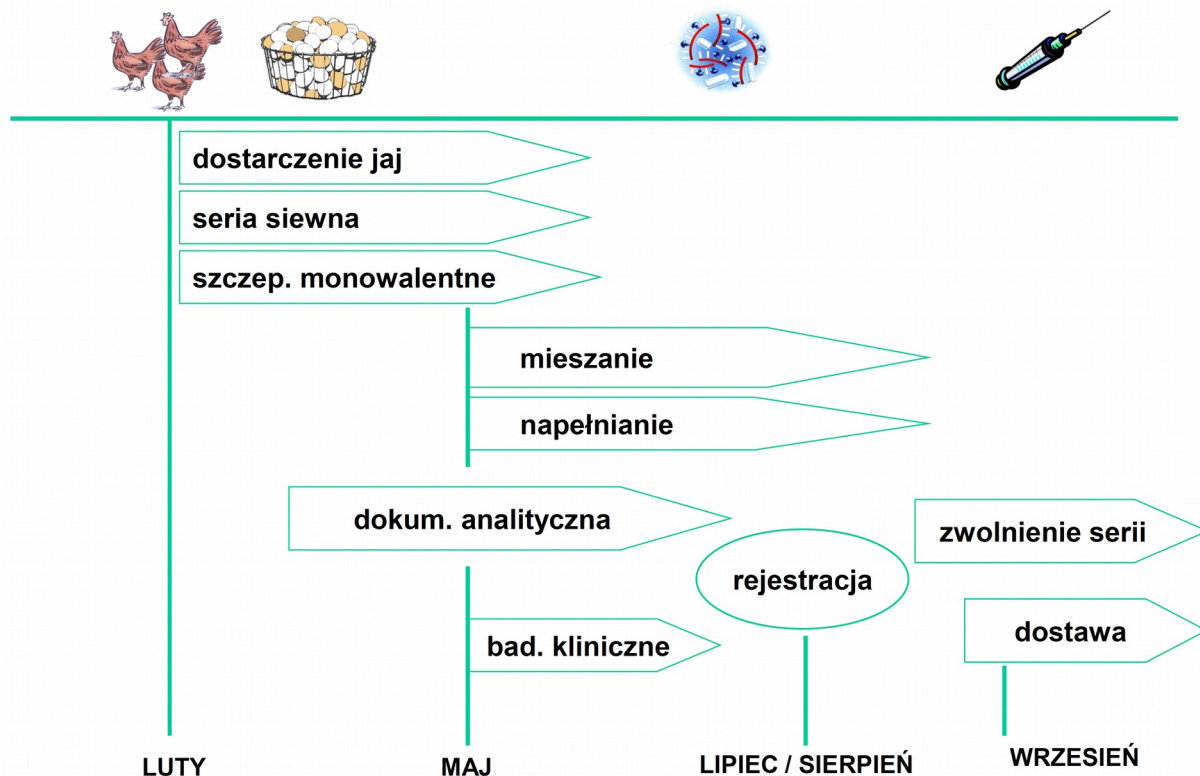 dostarczenie jaj
seria siewna
szczep. monowalentne
mieszanie
napełnianie
dokum. analityczna
zwolnienie serii
rejestracja
dostawa
bad. kliniczne
LUTY
MAJ
LIPIEC / SIERPIEŃ
WRZESIEŃ